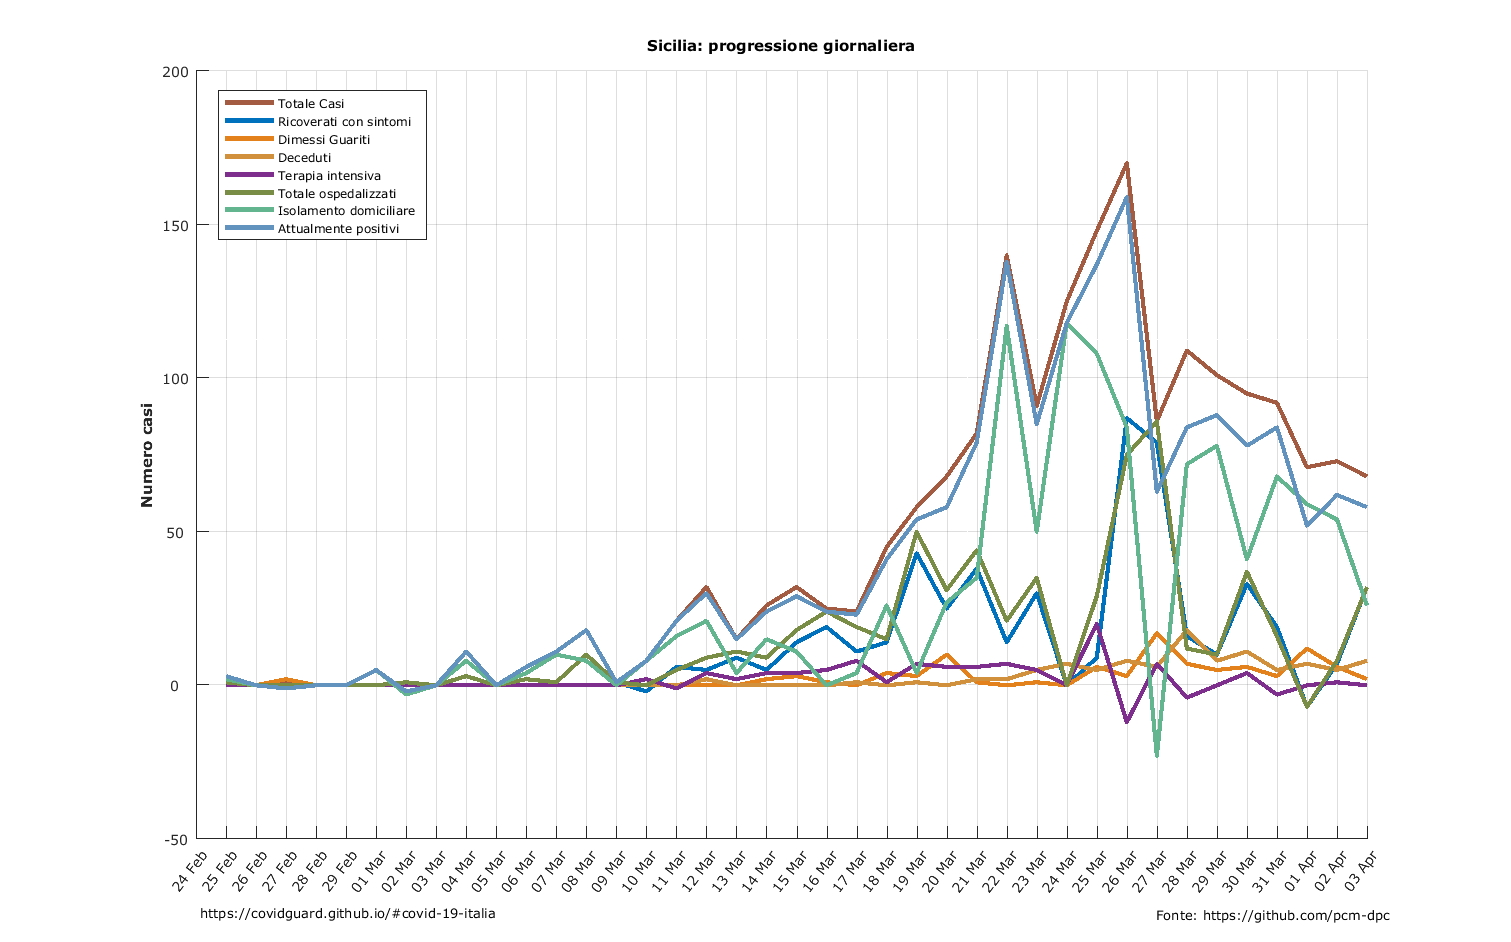 Sicilia: progressione giornaliera
200
150
100
50
0
-50
Numero casi
Totale Casi
Ricoverati con sintomi
Dimessi Guariti
Deceduti
Terapia intensiva
Totale ospedalizzati
Isolamento domiciliare
Attualmente positivi
24 Feb
25 Feb
26 Feb
27 Feb
28 Feb
29 Feb
01 Mar
02 Mar
03 Mar
04 Mar
05 Mar
06 Mar
07 Mar
08 Mar
09 Mar
10 Mar
11 Mar
12 Mar
13 Mar
14 Mar
15 Mar
16 Mar
17 Mar
18 Mar
19 Mar
20 Mar
21 Mar
22 Mar
23 Mar
24 Mar
25 Mar
26 Mar
27 Mar
28 Mar
29 Mar
30 Mar
31 Mar
01 Apr
02 Apr
03 Apr
https://covidguard.github.io/#covid-19-italia
Fonte: https://github.com/pcm-dpc